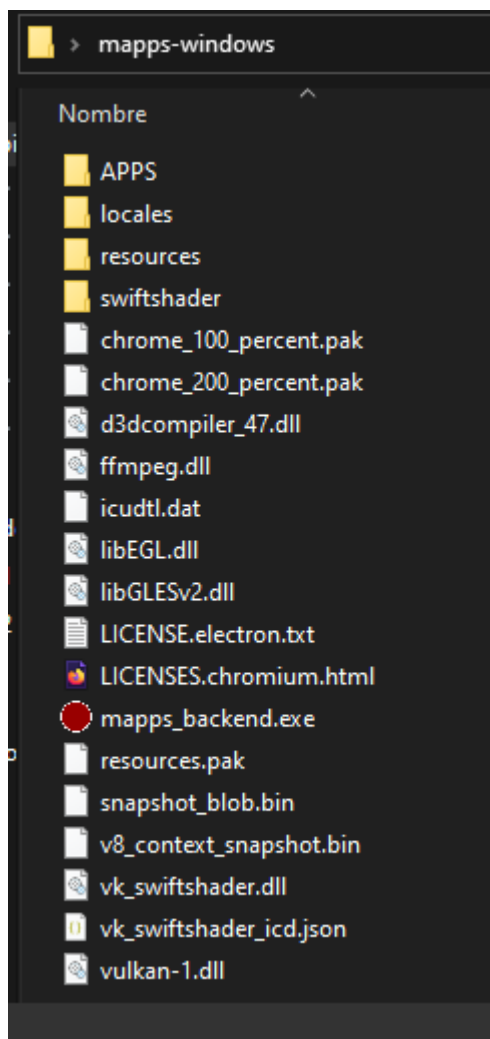 mapps-windows
Nombre
APPS
locales
resources
swiftshader
chrome_100_percent.pak
chrome_200_percent.pak
d3dcompiler_47.dll
ffmpeg.dll
icudtl.dat
libEGL.dll
libGLESv2.dll
LICENSE.electron.txt
LICENSES.chromium.html
mapps_backend.exe
resources.pak
snapshot_blob.bin
v8_context_snapshot.bin
vk_swiftshader.dll
vk_swiftshader_icd.json
vulkan-1.dll